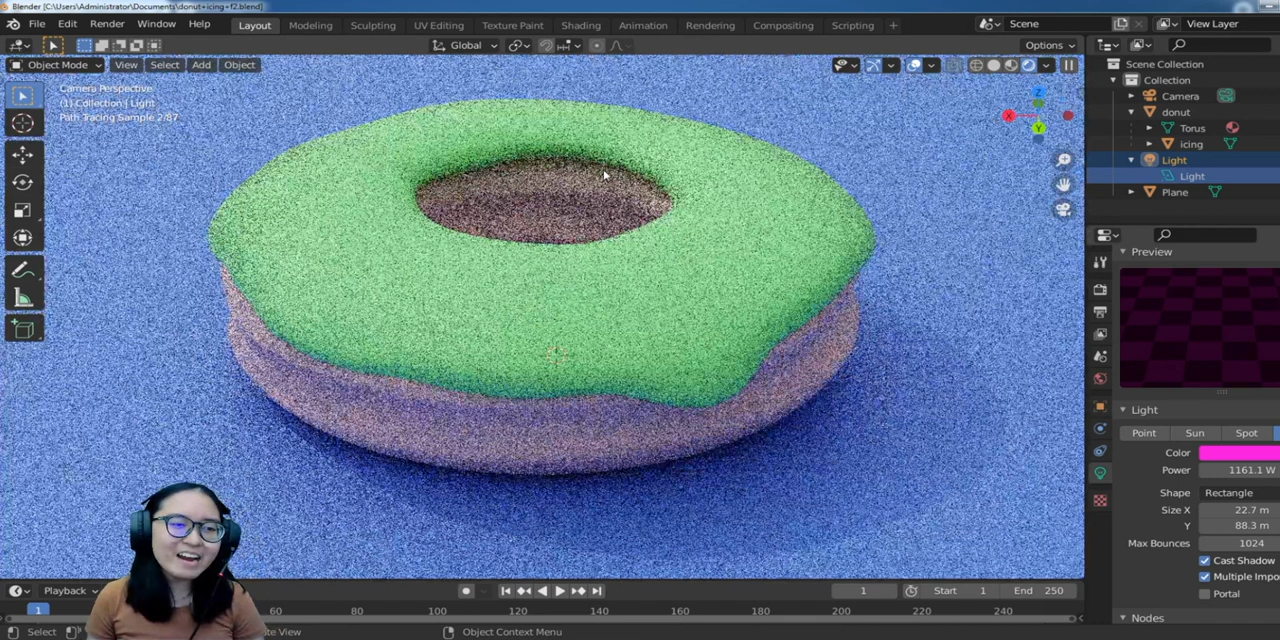 Blender [C:\Users\Administrator\Documents\donut+icing+f2.blend]
File Edit Render Window Help Layout Modeling Sculpting UV Editing Texture Paint Shading Animation Rendering Compositing Scripting + Scene View Layer
Global Options
Object Mode View Select Add Object
Camera Perspective
(1) Collection | Light
Path Tracing Sample 2/87
Z
X
Y
Scene Collection
Collection
Camera
donut
Torus
icing
Light
Light
Plane
Preview
Light
Point Sun Spot
Color
Power 1161.1 W
Shape Rectangle
Size X 22.7 m
Y 88.3 m
Max Bounces 1024
Cast Shadow
Multiple Impo
Portal
Nodes
Playback 1 Start 1 End 250
1 60 80 100 120 140 160 180 200 220 240
Select View Object Context Menu